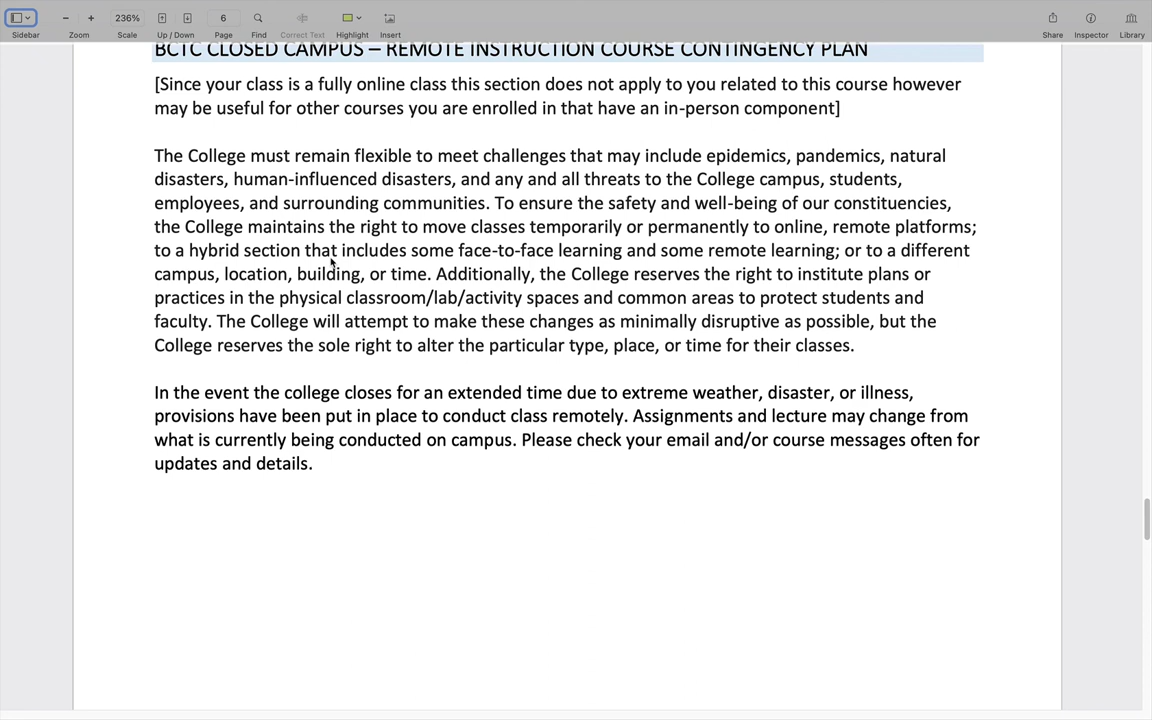 236%
6
Sidebar
Zoom
Scale
Up / Down
Page
Find
Correct Text
Highlight
Insert
Share
Inspector
Library
BCTC CLOSED CAMPUS – REMOTE INSTRUCTION COURSE CONTINGENCY PLAN
[Since your class is a fully online class this section does not apply to you related to this course however
may be useful for other courses you are enrolled in that have an in-person component]
The College must remain flexible to meet challenges that may include epidemics, pandemics, natural
disasters, human-influenced disasters, and any and all threats to the College campus, students,
employees, and surrounding communities. To ensure the safety and well-being of our constituencies,
the College maintains the right to move classes temporarily or permanently to online, remote platforms;
to a hybrid section that includes some face-to-face learning and some remote learning; or to a different
campus, location, building, or time. Additionally, the College reserves the right to institute plans or
practices in the physical classroom/lab/activity spaces and common areas to protect students and
faculty. The College will attempt to make these changes as minimally disruptive as possible, but the
College reserves the sole right to alter the particular type, place, or time for their classes.
In the event the college closes for an extended time due to extreme weather, disaster, or illness,
provisions have been put in place to conduct class remotely. Assignments and lecture may change from
what is currently being conducted on campus. Please check your email and/or course messages often for
updates and details.